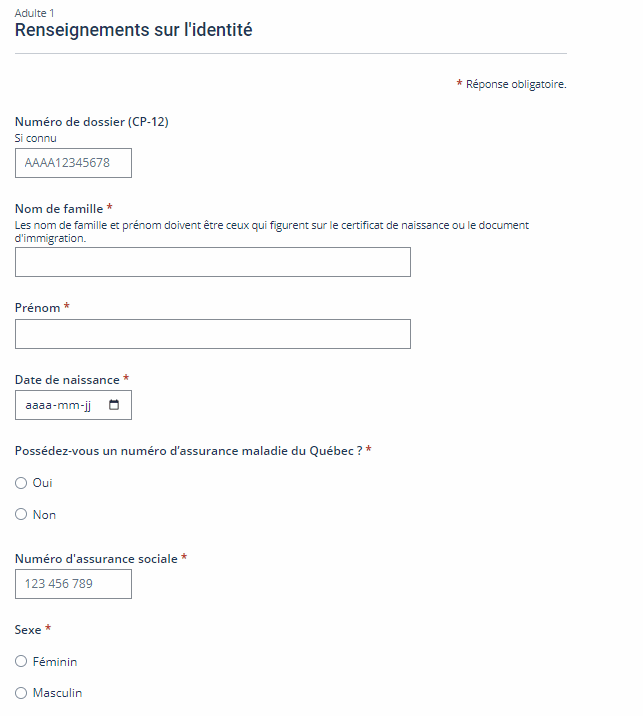 Adulte 1
Renseignements sur l'identité
* Réponse obligatoire.
Numéro de dossier (CP-12)
Si connu
AAAA12345678
Nom de famille *
Les nom de famille et prénom doivent être ceux qui figurent sur le certificat de naissance ou le document
d'immigration.
Prénom *
Date de naissance *
aaaa-mm-jj
Possédez-vous un numéro d'assurance maladie du Québec ? *
Oui
Non
Numéro d'assurance sociale *
123 456 789
Sexe *
Féminin
Masculin